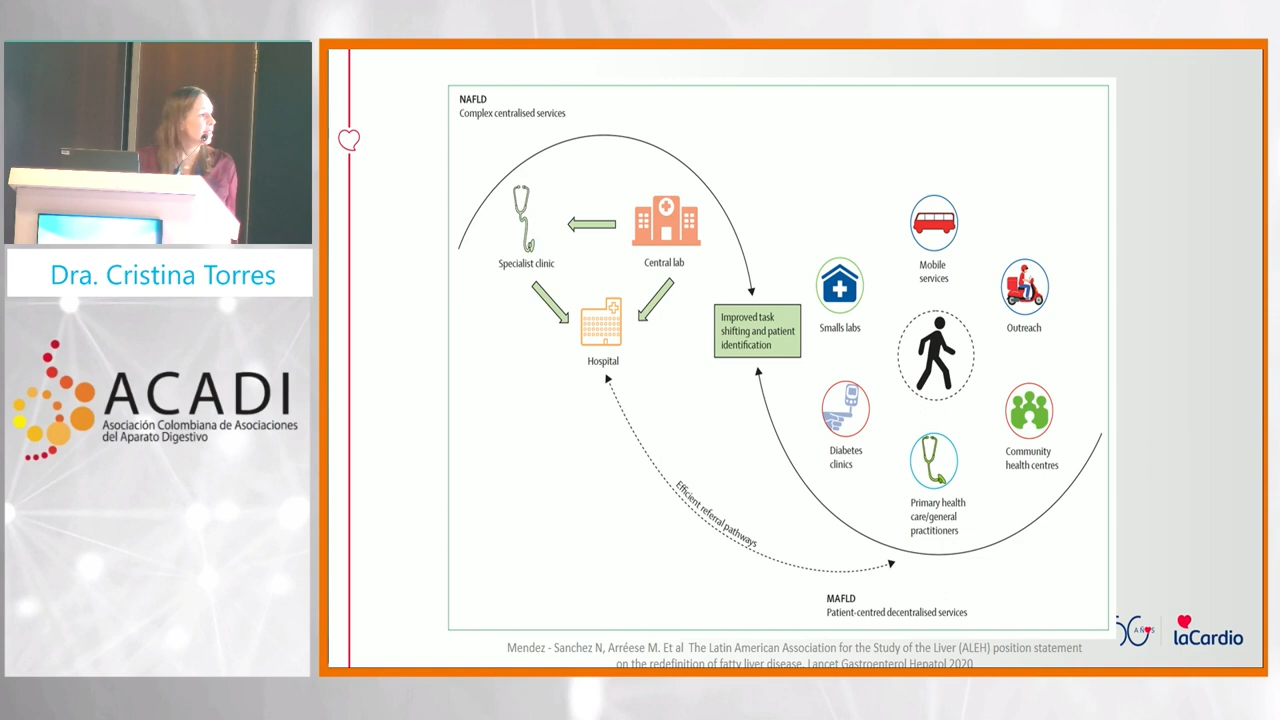 Dra. Cristina Torres
ACADI
Asociación Colombiana de Asociaciones
del Aparato Digestivo
NAFLD
Complex centralised services
Specialist clinic
Central lab
Hospital
Improved task
shifting and patient
identification
Efficient referral pathways
Mobile
services
Smalls labs
Outreach
Diabetes
clinics
Community
health centres
Primary health
care/general
practitioners
MAFLD
Patient-centred decentralised services
Mendez - Sanchez N, Arréese M. Et al The Latin American Association for the Study of the Liver (ALEH) position statement
on the redefinition of fatty liver disease. Lancet Gastroenterol Hepatol 2020
AÑOS
laCardio